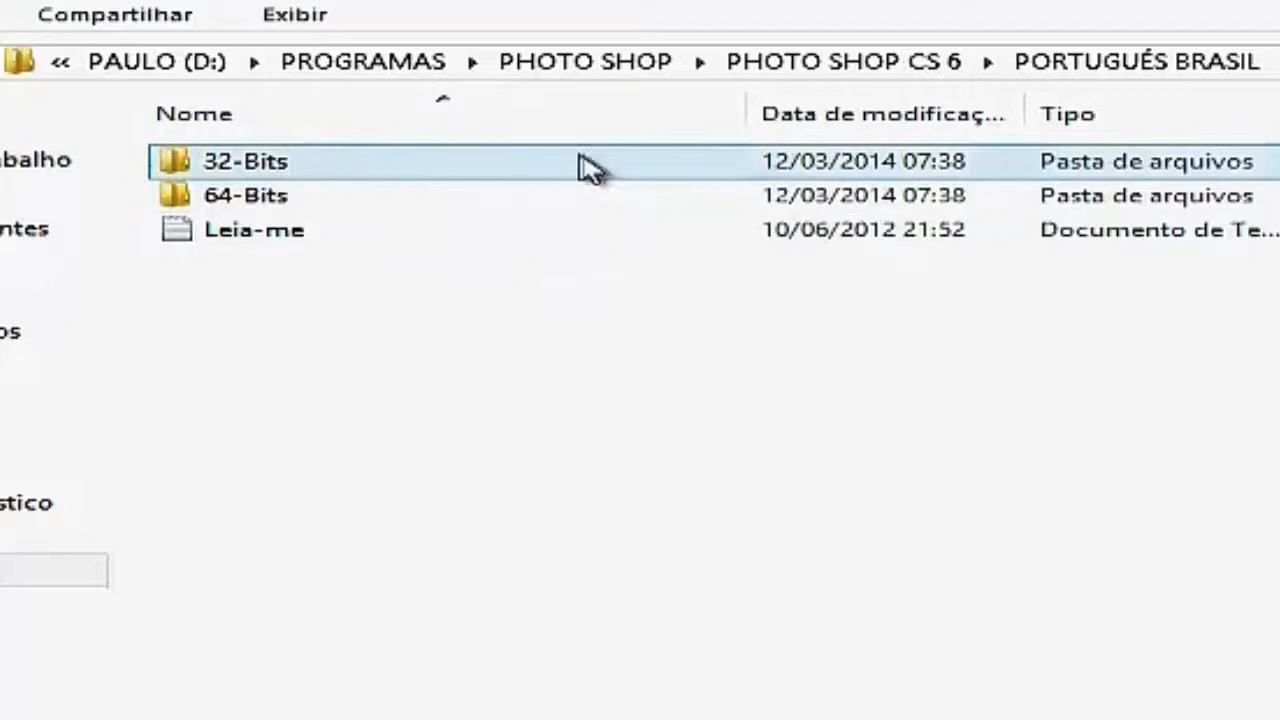 Compartilhar Exibir
« PAULO (D:) ▸ PROGRAMAS ▸ PHOTO SHOP ▸ PHOTO SHOP CS 6 ▸ PORTUGUÉS BRASIL
Nome Data de modificaç... Tipo
abalho 32-Bits 12/03/2014 07:38 Pasta de arquivos
64-Bits 12/03/2014 07:38 Pasta de arquivos
ntes Leia-me 10/06/2012 21:52 Documento de Te...
os
stico